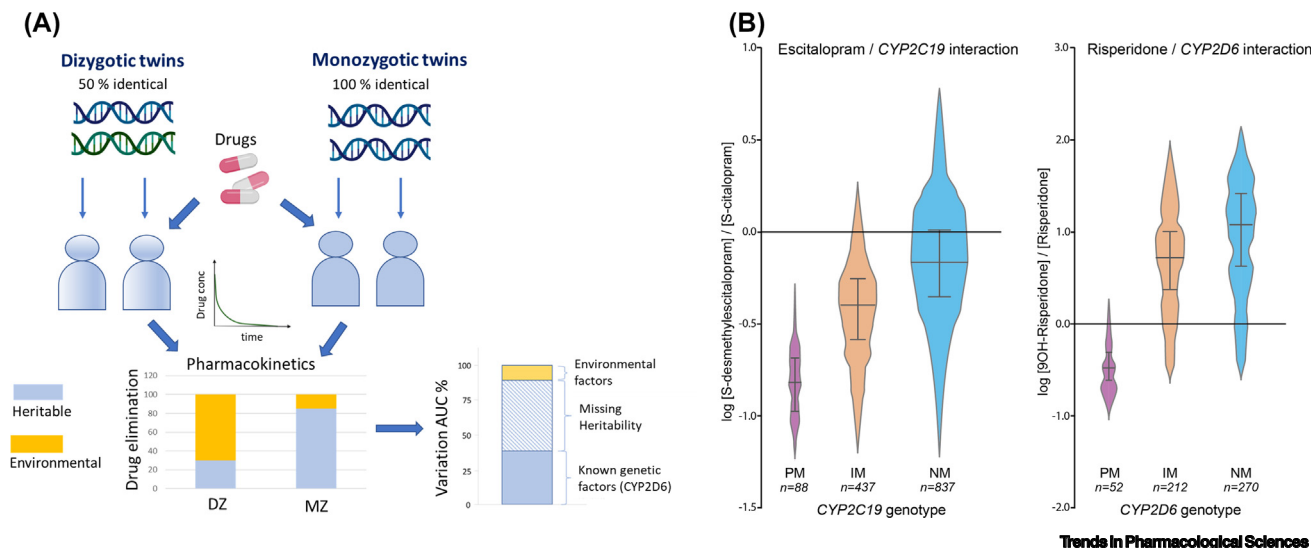 (A)
Dizygotic twins
50 % identical
Monozygotic twins
100 % identical
Drugs
Drug conc
time
Pharmacokinetics
Heritable
Environmental
Drug elimination
120
100
80
60
40
20
0
DZ
MZ
Variation AUC %
100
75
50
25
0
Environmental
factors
Missing
Heritability
Known genetic
factors (CYP2D6)
(B)
Escitalopram / CYP2C19 interaction
log [S-desmethylescitalopram] / [S-citalopram]
1.0
0.5
0.0
-0.5
-1.0
-1.5
PM
IM
NM
n=88
n=437
n=837
CYP2C19 genotype
Risperidone / CYP2D6 interaction
log [9OH-Risperidone] / [Risperidone]
3.0
2.0
1.0
0.0
-1.0
-2.0
PM
IM
NM
n=52
n=212
n=270
CYP2D6 genotype
Trends in Pharmacological Sciences